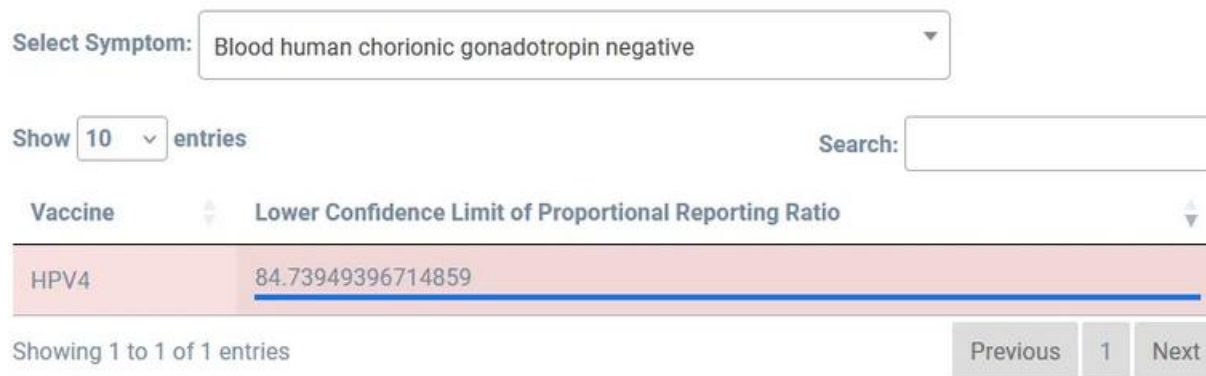 Select Symptom: Blood human chorionic gonadotropin negative
Show 10 entries
Search:
Vaccine Lower Confidence Limit of Proportional Reporting Ratio
HPV4 84.73949396714859
Showing 1 to 1 of 1 entries
Previous 1 Next